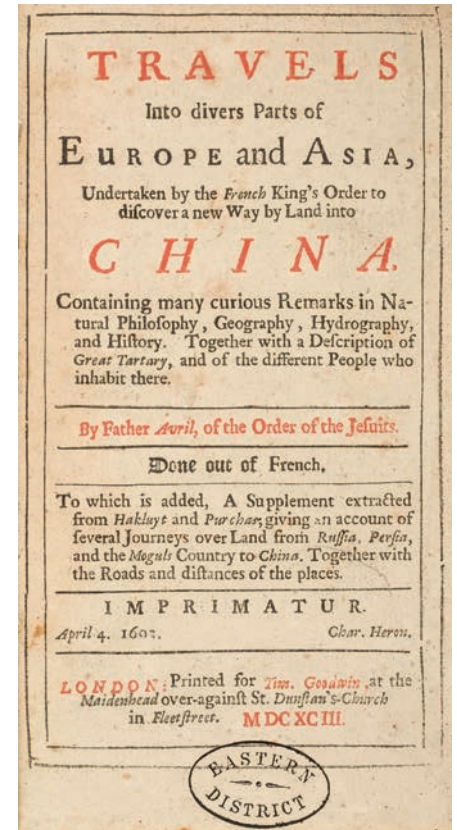 TRAVELS
Into divers Parts of
EUROPE and ASIA,
Undertaken by the French King's Order to
diſcover a new Way by Land into
CHINA.
Containing many curious Remarks in Na-
tural Philoſophy, Geography, Hydrography,
and Hiſtory. Together with a Deſcription of
Great Tartary, and of the different People who
inhabit there.
By Father Avril, of the Order of the Jeſuits.
Done out of French.
To which is added, A Supplement extracted
from Hakluyt and Purchas, giving an account of
ſeveral Journeys over Land from Ruſſia, Perſia,
and the Moguls Country to China. Together with
the Roads and diſtances of the places.
IMPRIMATUR.
April 4. Char. Heron.
LONDON: Printed for Tim. Goodwin, at the
Maidenhead over-againſt St. Dunſtan's-Church
in Fleetſtreet. MDCXCIII.
EASTERN
DISTRICT